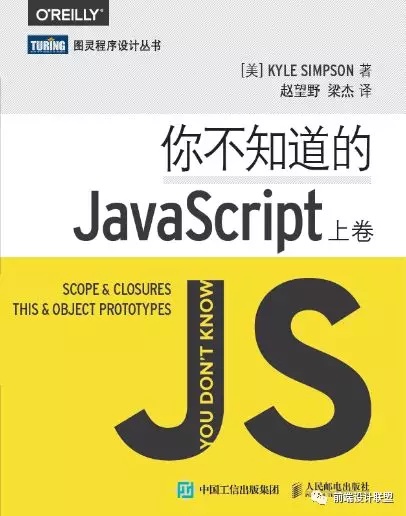 O'REILLY®
TURING 图灵程序设计丛书
[美] KYLE SIMPSON 著
赵望野 梁杰 译
你不知道的
JavaScript 上卷
SCOPE & CLOSURES
THIS & OBJECT PROTOTYPES
JS
YOU DON'T KNOW
中国工信出版集团
人民邮电出版社
前端设计联盟